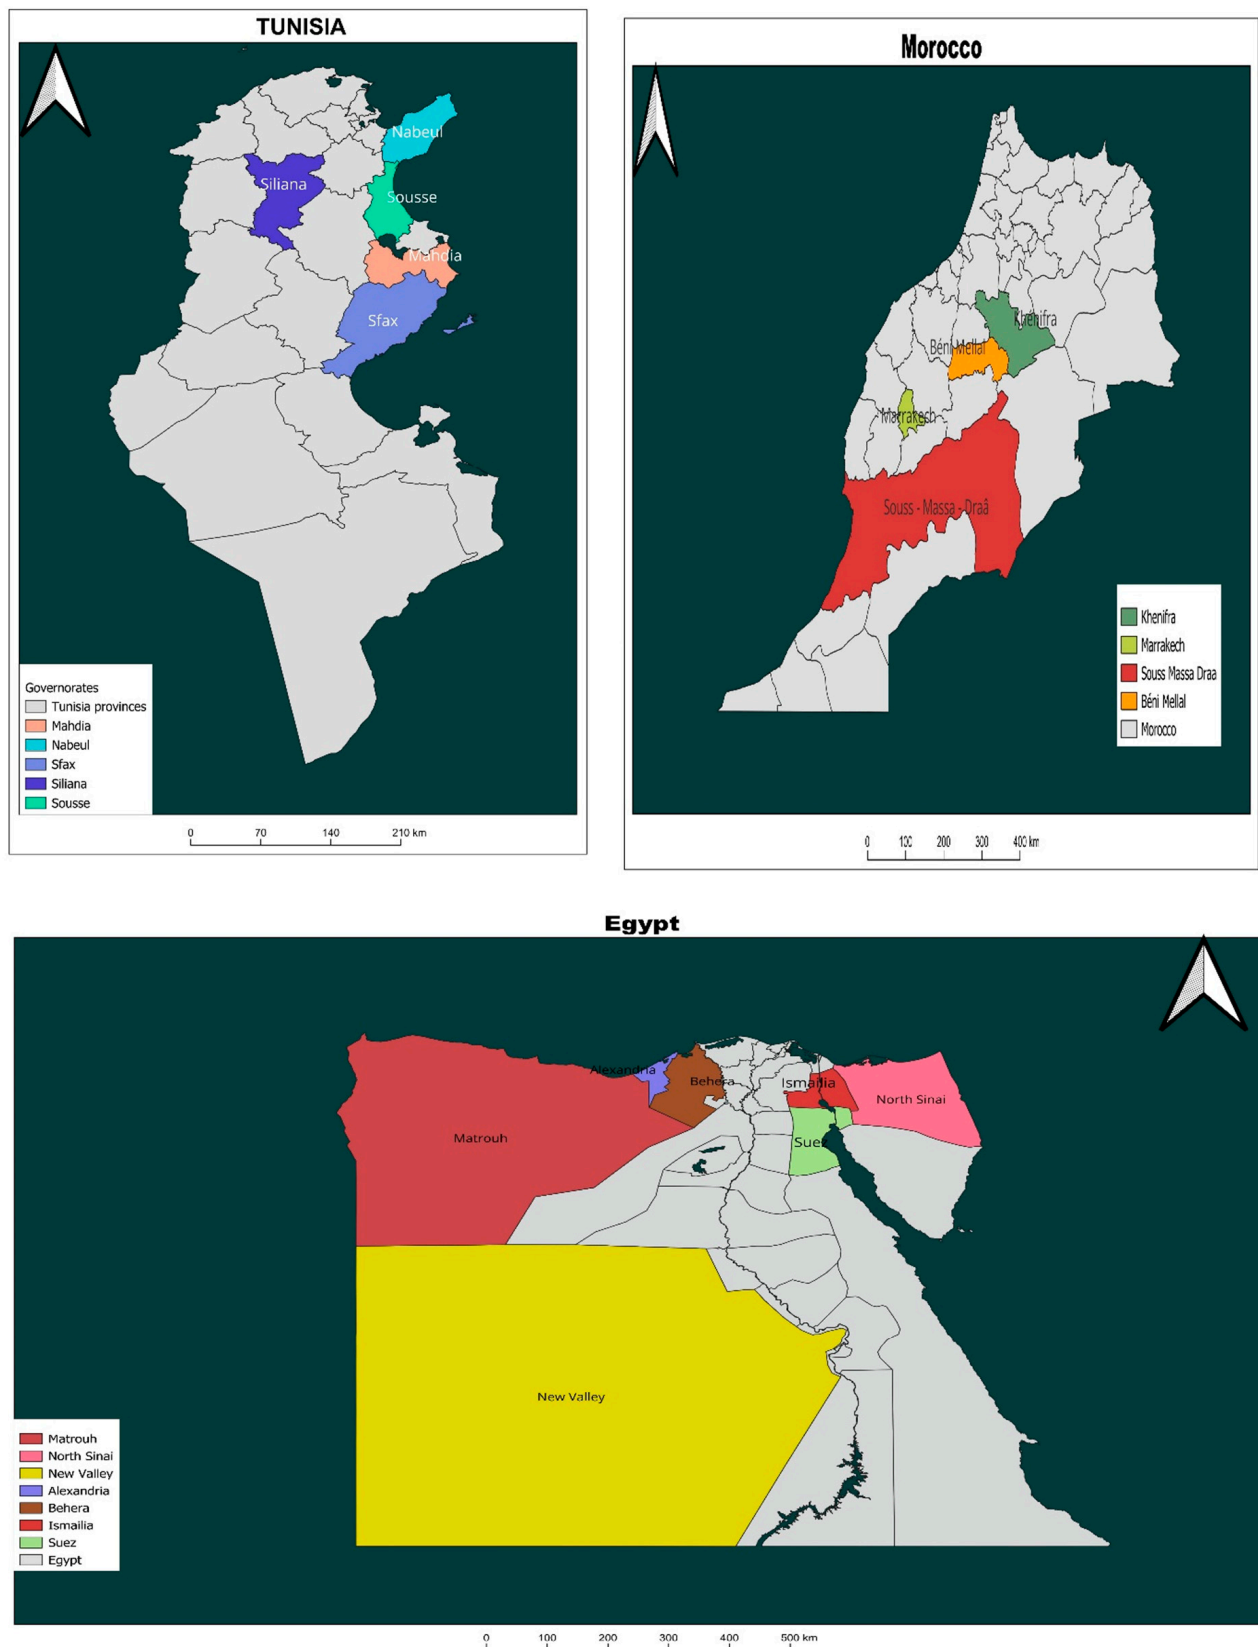 TUNISIA
Nabeul
Siliana
Sousse
Mahdia
Sfax
Governorates
Tunisia provinces
Mahdia
Nabeul
Sfax
Siliana
Sousse
0 70 140 210 km
Morocco
Khénifra
Béni Mellal
Marrakech
Souss - Massa - Draâ
Khenifra
Marrakech
Souss Massa Draa
Béni Mellal
Morocco
0 100 200 300 400 km
Egypt
Alexandria
Behera
Ismailia
North Sinai
Matrouh
Suez
New Valley
Matrouh
North Sinai
New Valley
Alexandria
Behera
Ismailia
Suez
Egypt
0 100 200 300 400 500 km